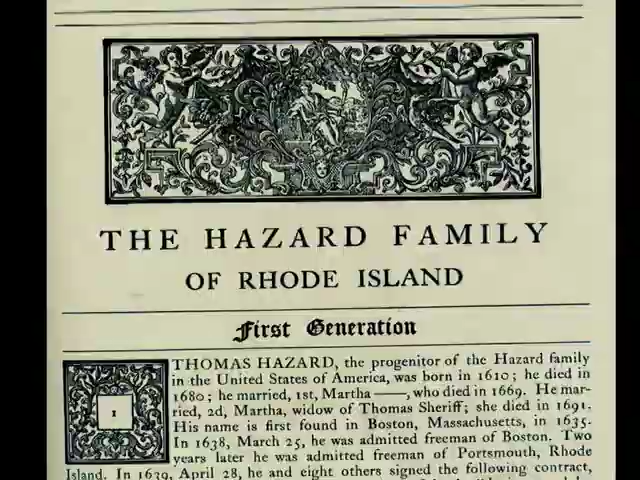 THE HAZARD FAMILY
OF RHODE ISLAND
First Generation
1
THOMAS HAZARD, the progenitor of the Hazard family
in the United States of America, was born in 1610; he died in
1680; he married, 1st, Martha ——, who died in 1669. He mar-
ried, 2d, Martha, widow of Thomas Sheriff; she died in 1691.
His name is first found in Boston, Massachusetts, in 1635.
In 1638, March 25, he was admitted freeman of Boston. Two
years later he was admitted freeman of Portsmouth, Rhode
Island. In 1639, April 28, he and eight others signed the following contract,